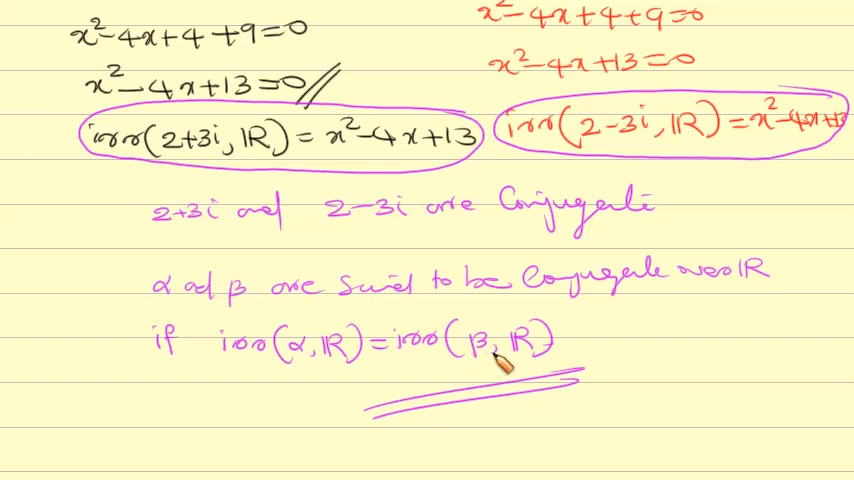 x²-4x+4+9=0
x²-4x+13=0
irr(2+3i, ℝ) = x²-4x+13
x²-4x+4+9=0
x²-4x+13=0
irr(2-3i, ℝ) = x²-4x+13
2+3i and 2-3i are Conjugate
α and β are Said to be Conjugate over ℝ
if irr(α, ℝ) = irr(β, ℝ)